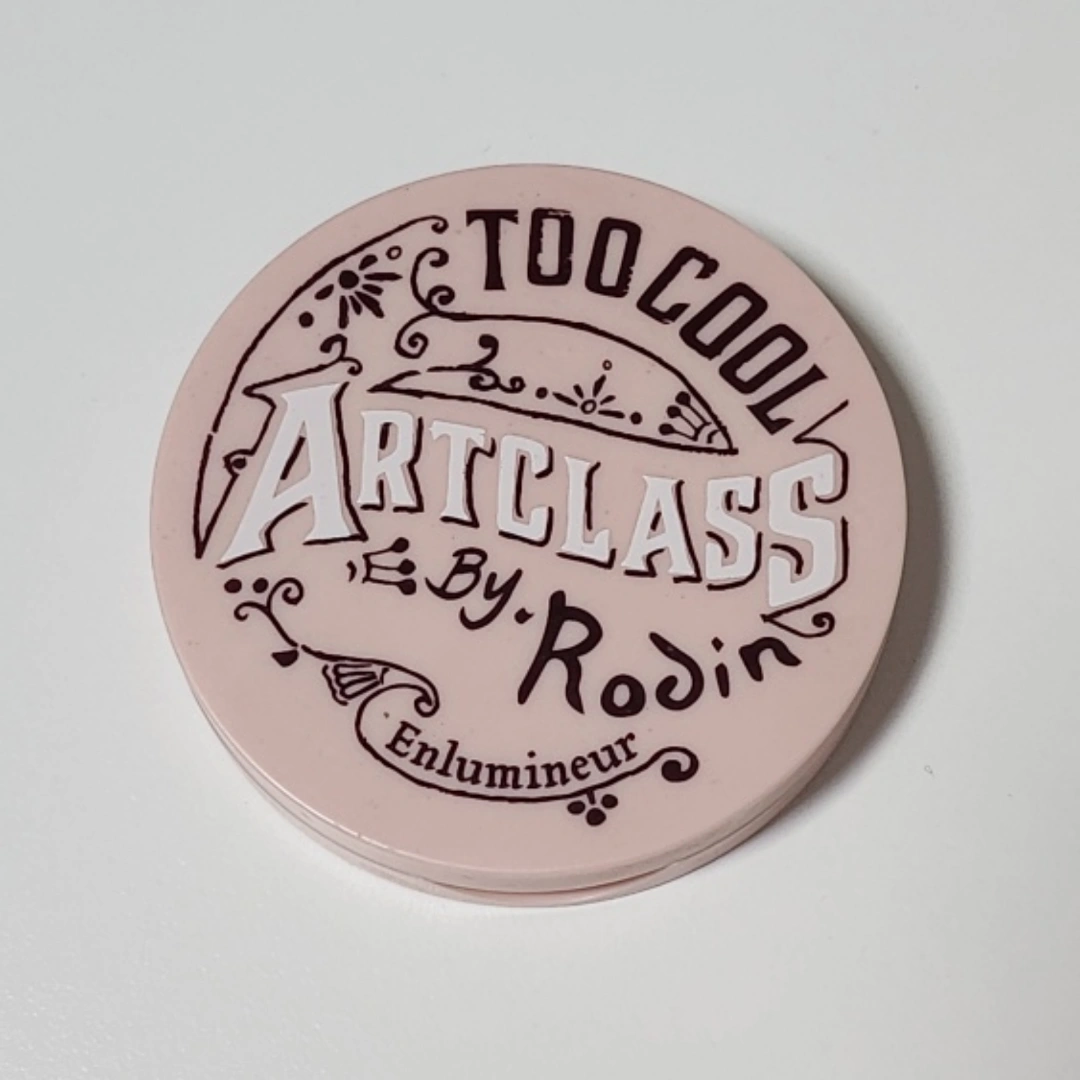 TOO COOL
ARTCLASS
By. Rodin
Enlumineur